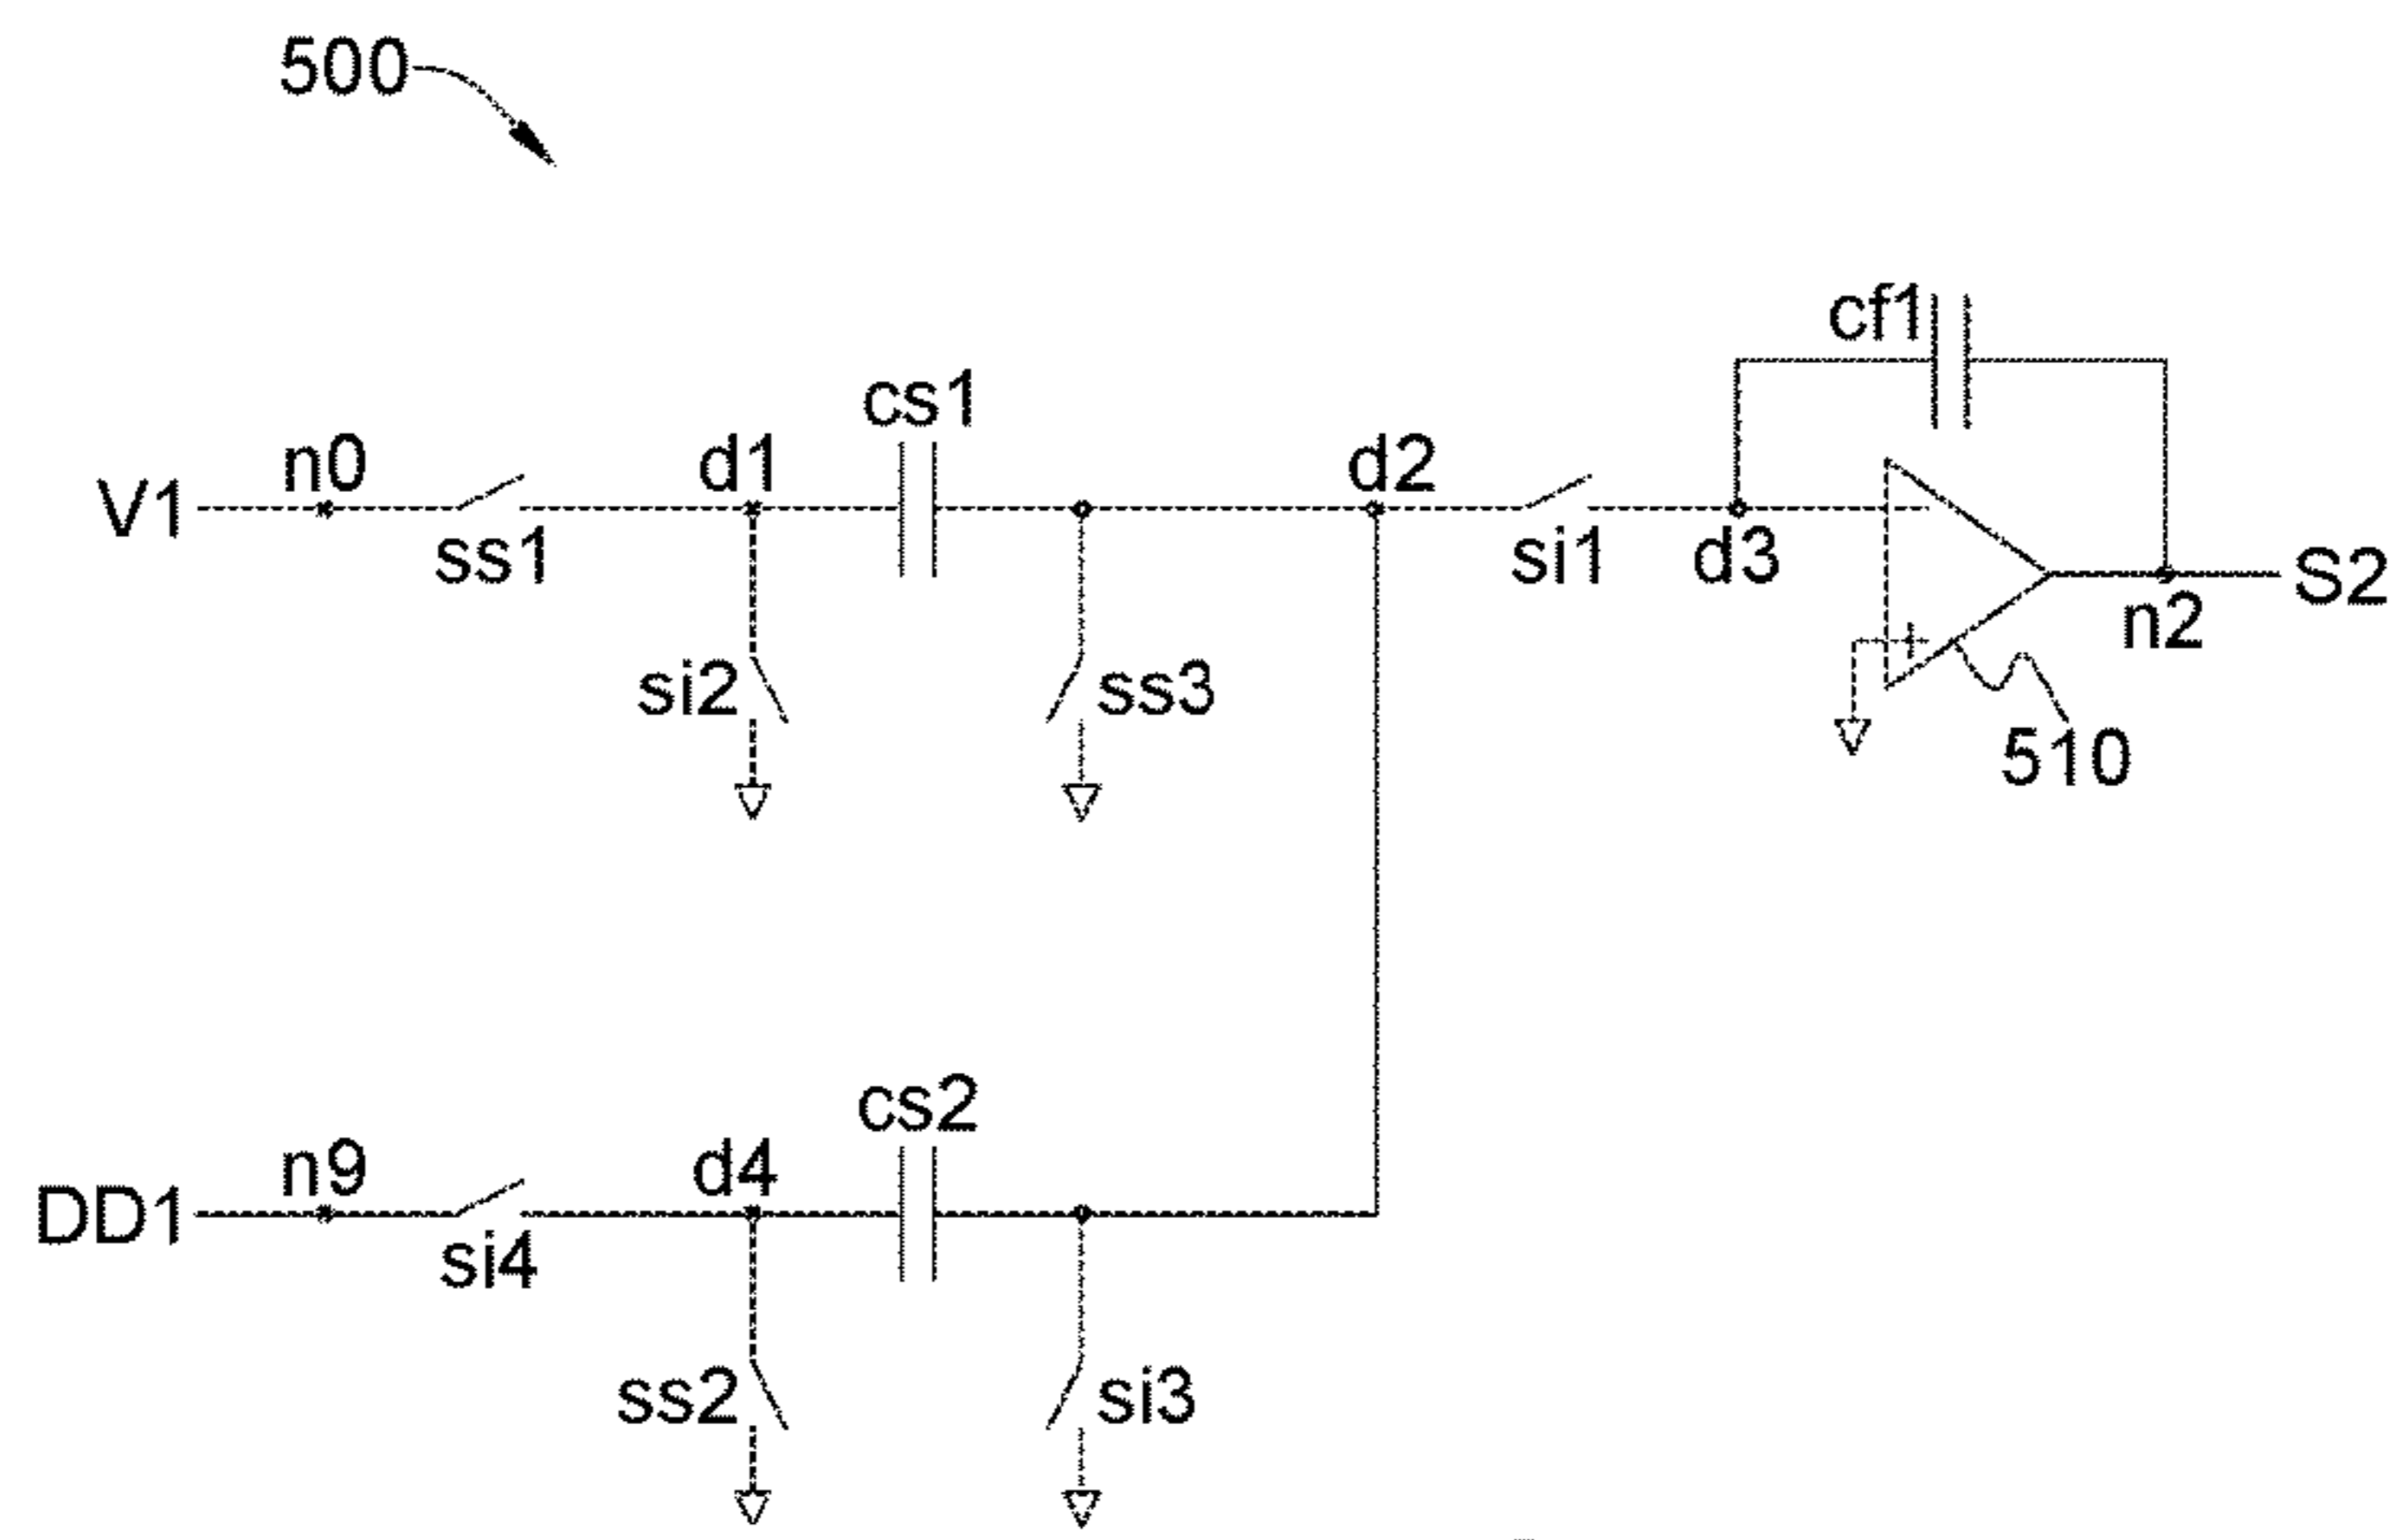 500
cf1
cs1
n0
d1
d2
V1
ss1
si1
d3
S2
n2
si2
ss3
510
cs2
n9
d4
DD1
si4
ss2
si3